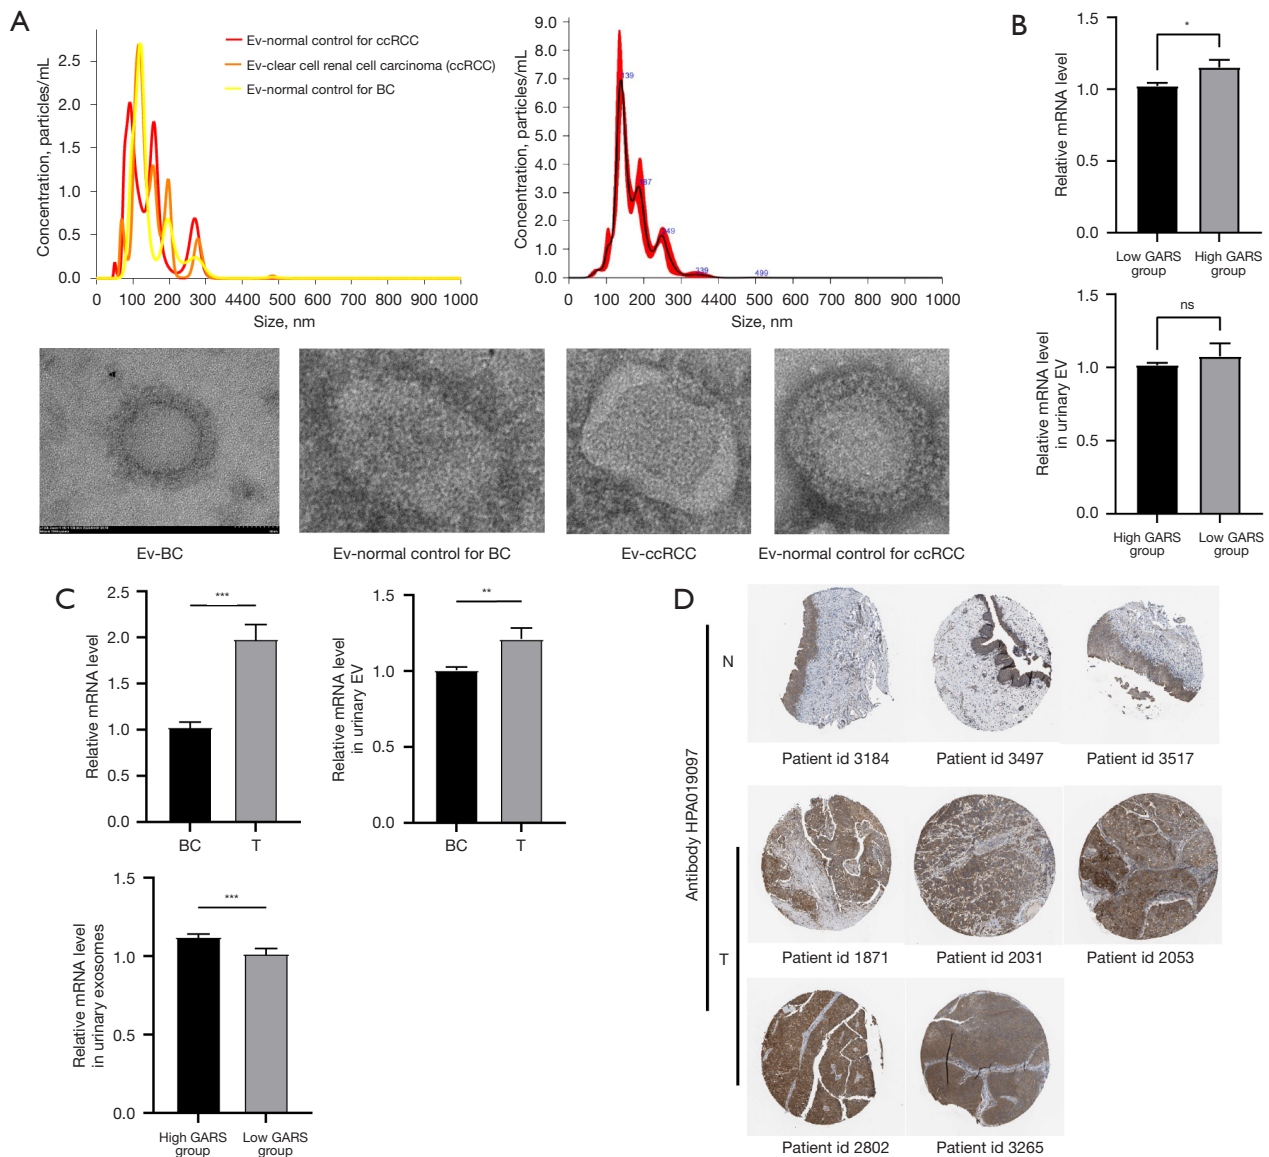 A
Concentration, particles/mL
2.5
2.0
1.5
1.0
0.5
0.0
0 100 200 300 4400 500 600 700 800 900 1000
Size, nm
Ev-normal control for ccRCC
Ev-clear cell renal cell carcinoma (ccRCC)
Ev-normal control for BC
Concentration, particles/mL
9.0
8.0
7.0
6.0
5.0
4.0
3.0
2.0
1.0
0.0
139
187
249
339
499
0 100 200 300 4400 500 600 700 800 900 1000
Size, nm
Ev-BC
Ev-normal control for BC
Ev-ccRCC
Ev-normal control for ccRCC
B
Relative mRNA level
1.5
1.0
0.5
0.0
*
Low GARS group
High GARS group
Relative mRNA level
in urinary EV
1.5
1.0
0.5
0.0
ns
High GARS group
Low GARS group
C
Relative mRNA level
2.5
2.0
1.5
1.0
0.5
0.0
***
BC T
Relative mRNA level
in urinary EV
1.5
1.0
0.5
0.0
**
BC T
Relative mRNA level
in urinary exosomes
1.5
1.0
0.5
0.0
***
High GARS group
Low GARS group
D
Antibody HPA019097
N
Patient id 3184
Patient id 3497
Patient id 3517
T
Patient id 1871
Patient id 2031
Patient id 2053
Patient id 2802
Patient id 3265